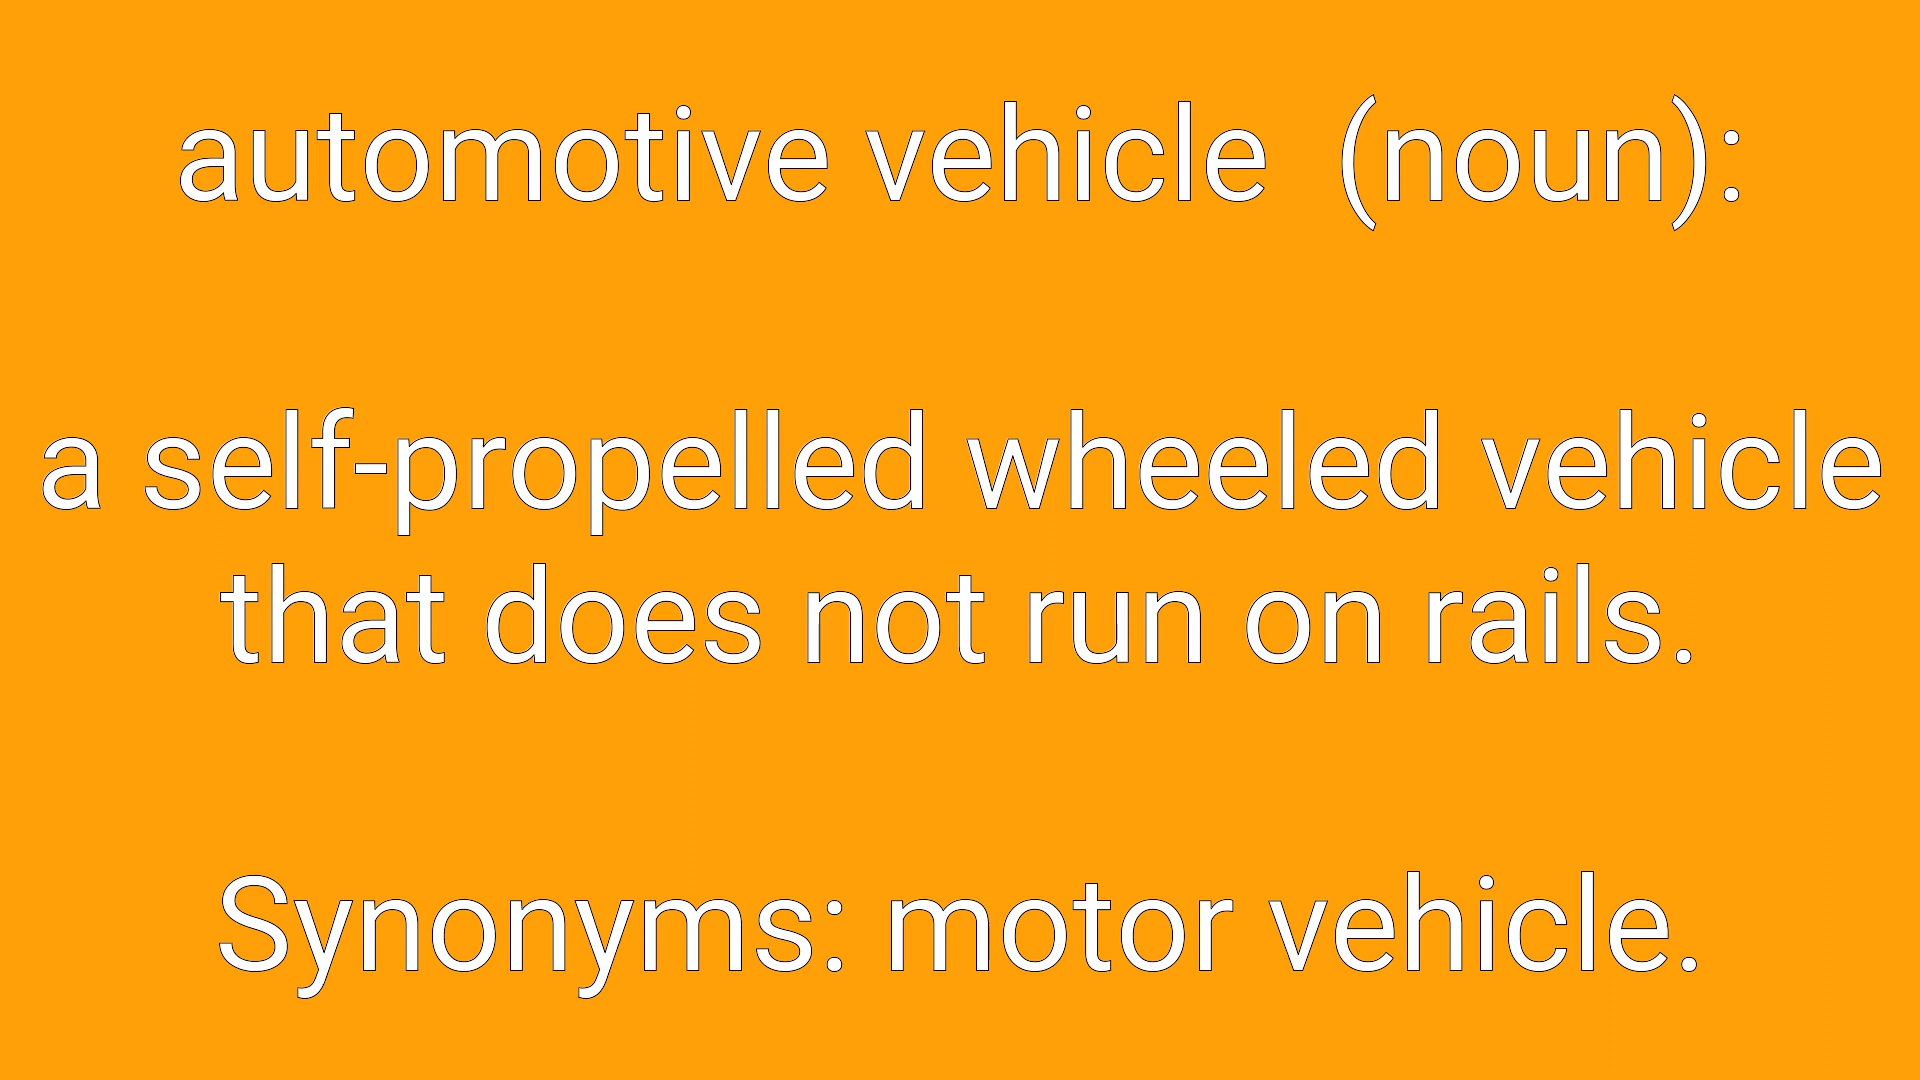 automotive vehicle  (noun):
a self-propelled wheeled vehicle
that does not run on rails.
Synonyms: motor vehicle.